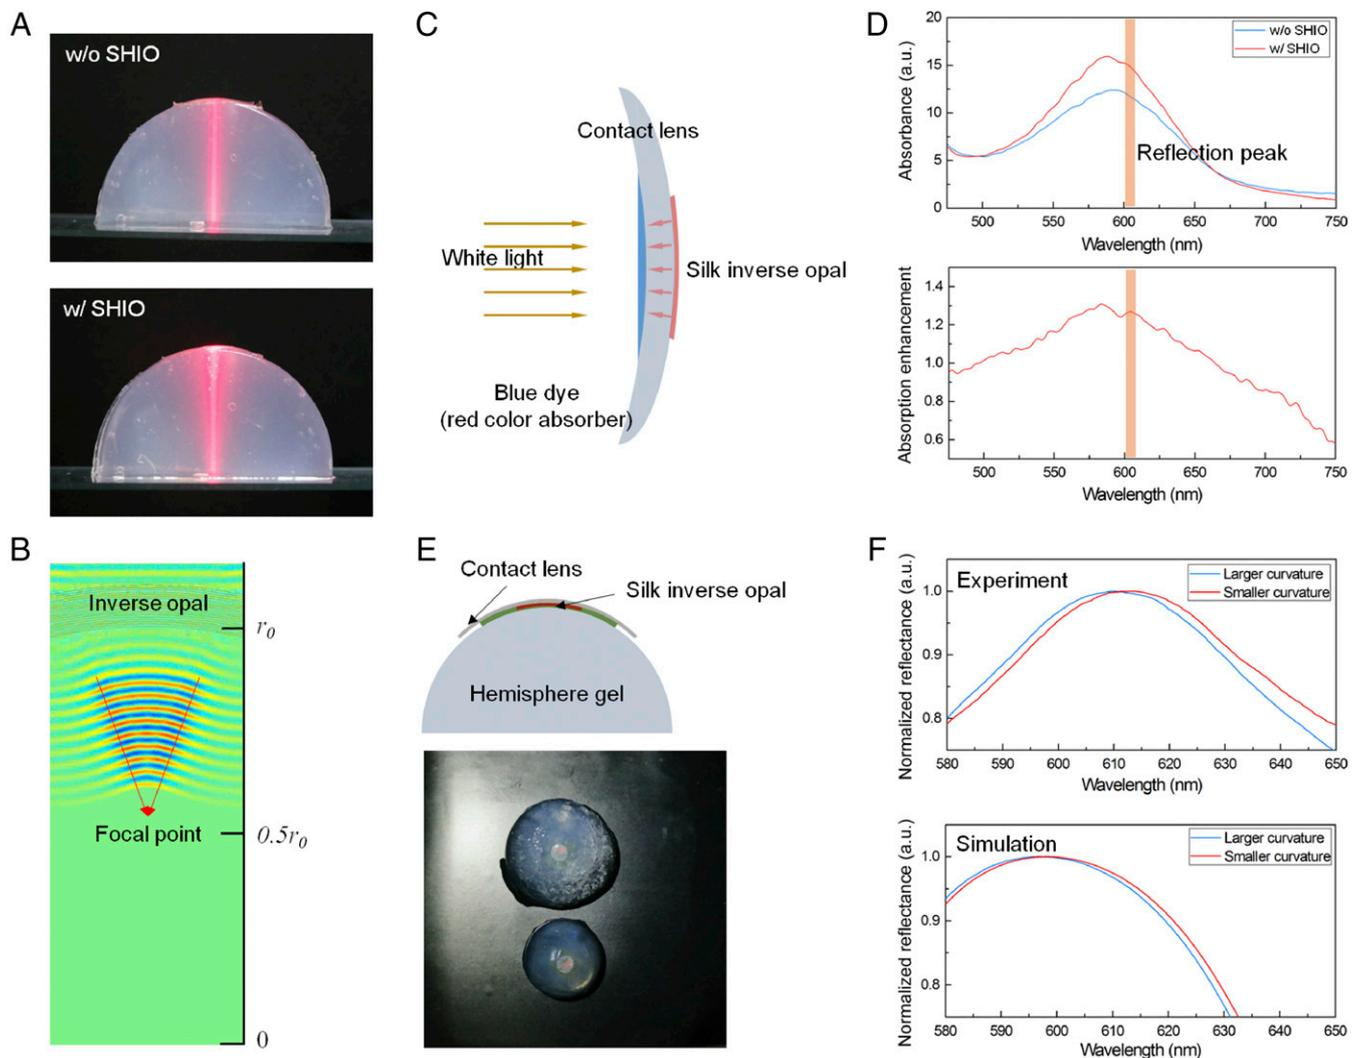 A
w/o SHIO
w/ SHIO
B
Inverse opal
r0
Focal point
0.5r0
0
C
Contact lens
White light
Silk inverse opal
Blue dye
(red color absorber)
D
20
15
10
5
0
Absorbance (a.u.)
w/o SHIO
w/ SHIO
Reflection peak
500 550 600 650 700 750
Wavelength (nm)
1.4
1.2
1.0
0.8
0.6
Absorption enhancement
500 550 600 650 700 750
Wavelength (nm)
E
Contact lens
Silk inverse opal
Hemisphere gel
F
Experiment
Larger curvature
Smaller curvature
1.0
0.9
0.8
Normalized reflectance (a.u.)
580 590 600 610 620 630 640 650
Wavelength (nm)
Simulation
Larger curvature
Smaller curvature
1.0
0.9
0.8
Normalized reflectance (a.u.)
580 590 600 610 620 630 640 650
Wavelength (nm)